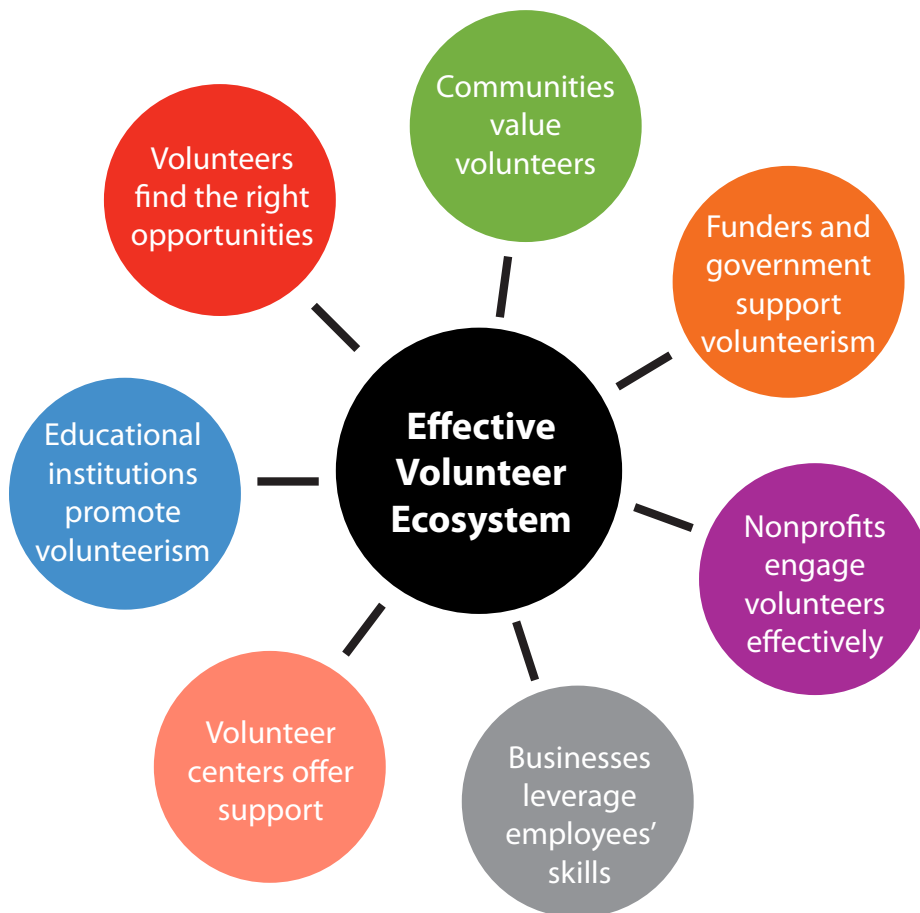 Communities
value
volunteers
Volunteers
find the right
opportunities
Funders and
government
support
volunteerism
Effective
Volunteer
Ecosystem
Educational
institutions
promote
volunteerism
Nonprofits
engage
volunteers
effectively
Volunteer
centers offer
support
Businesses
leverage
employees’
skills